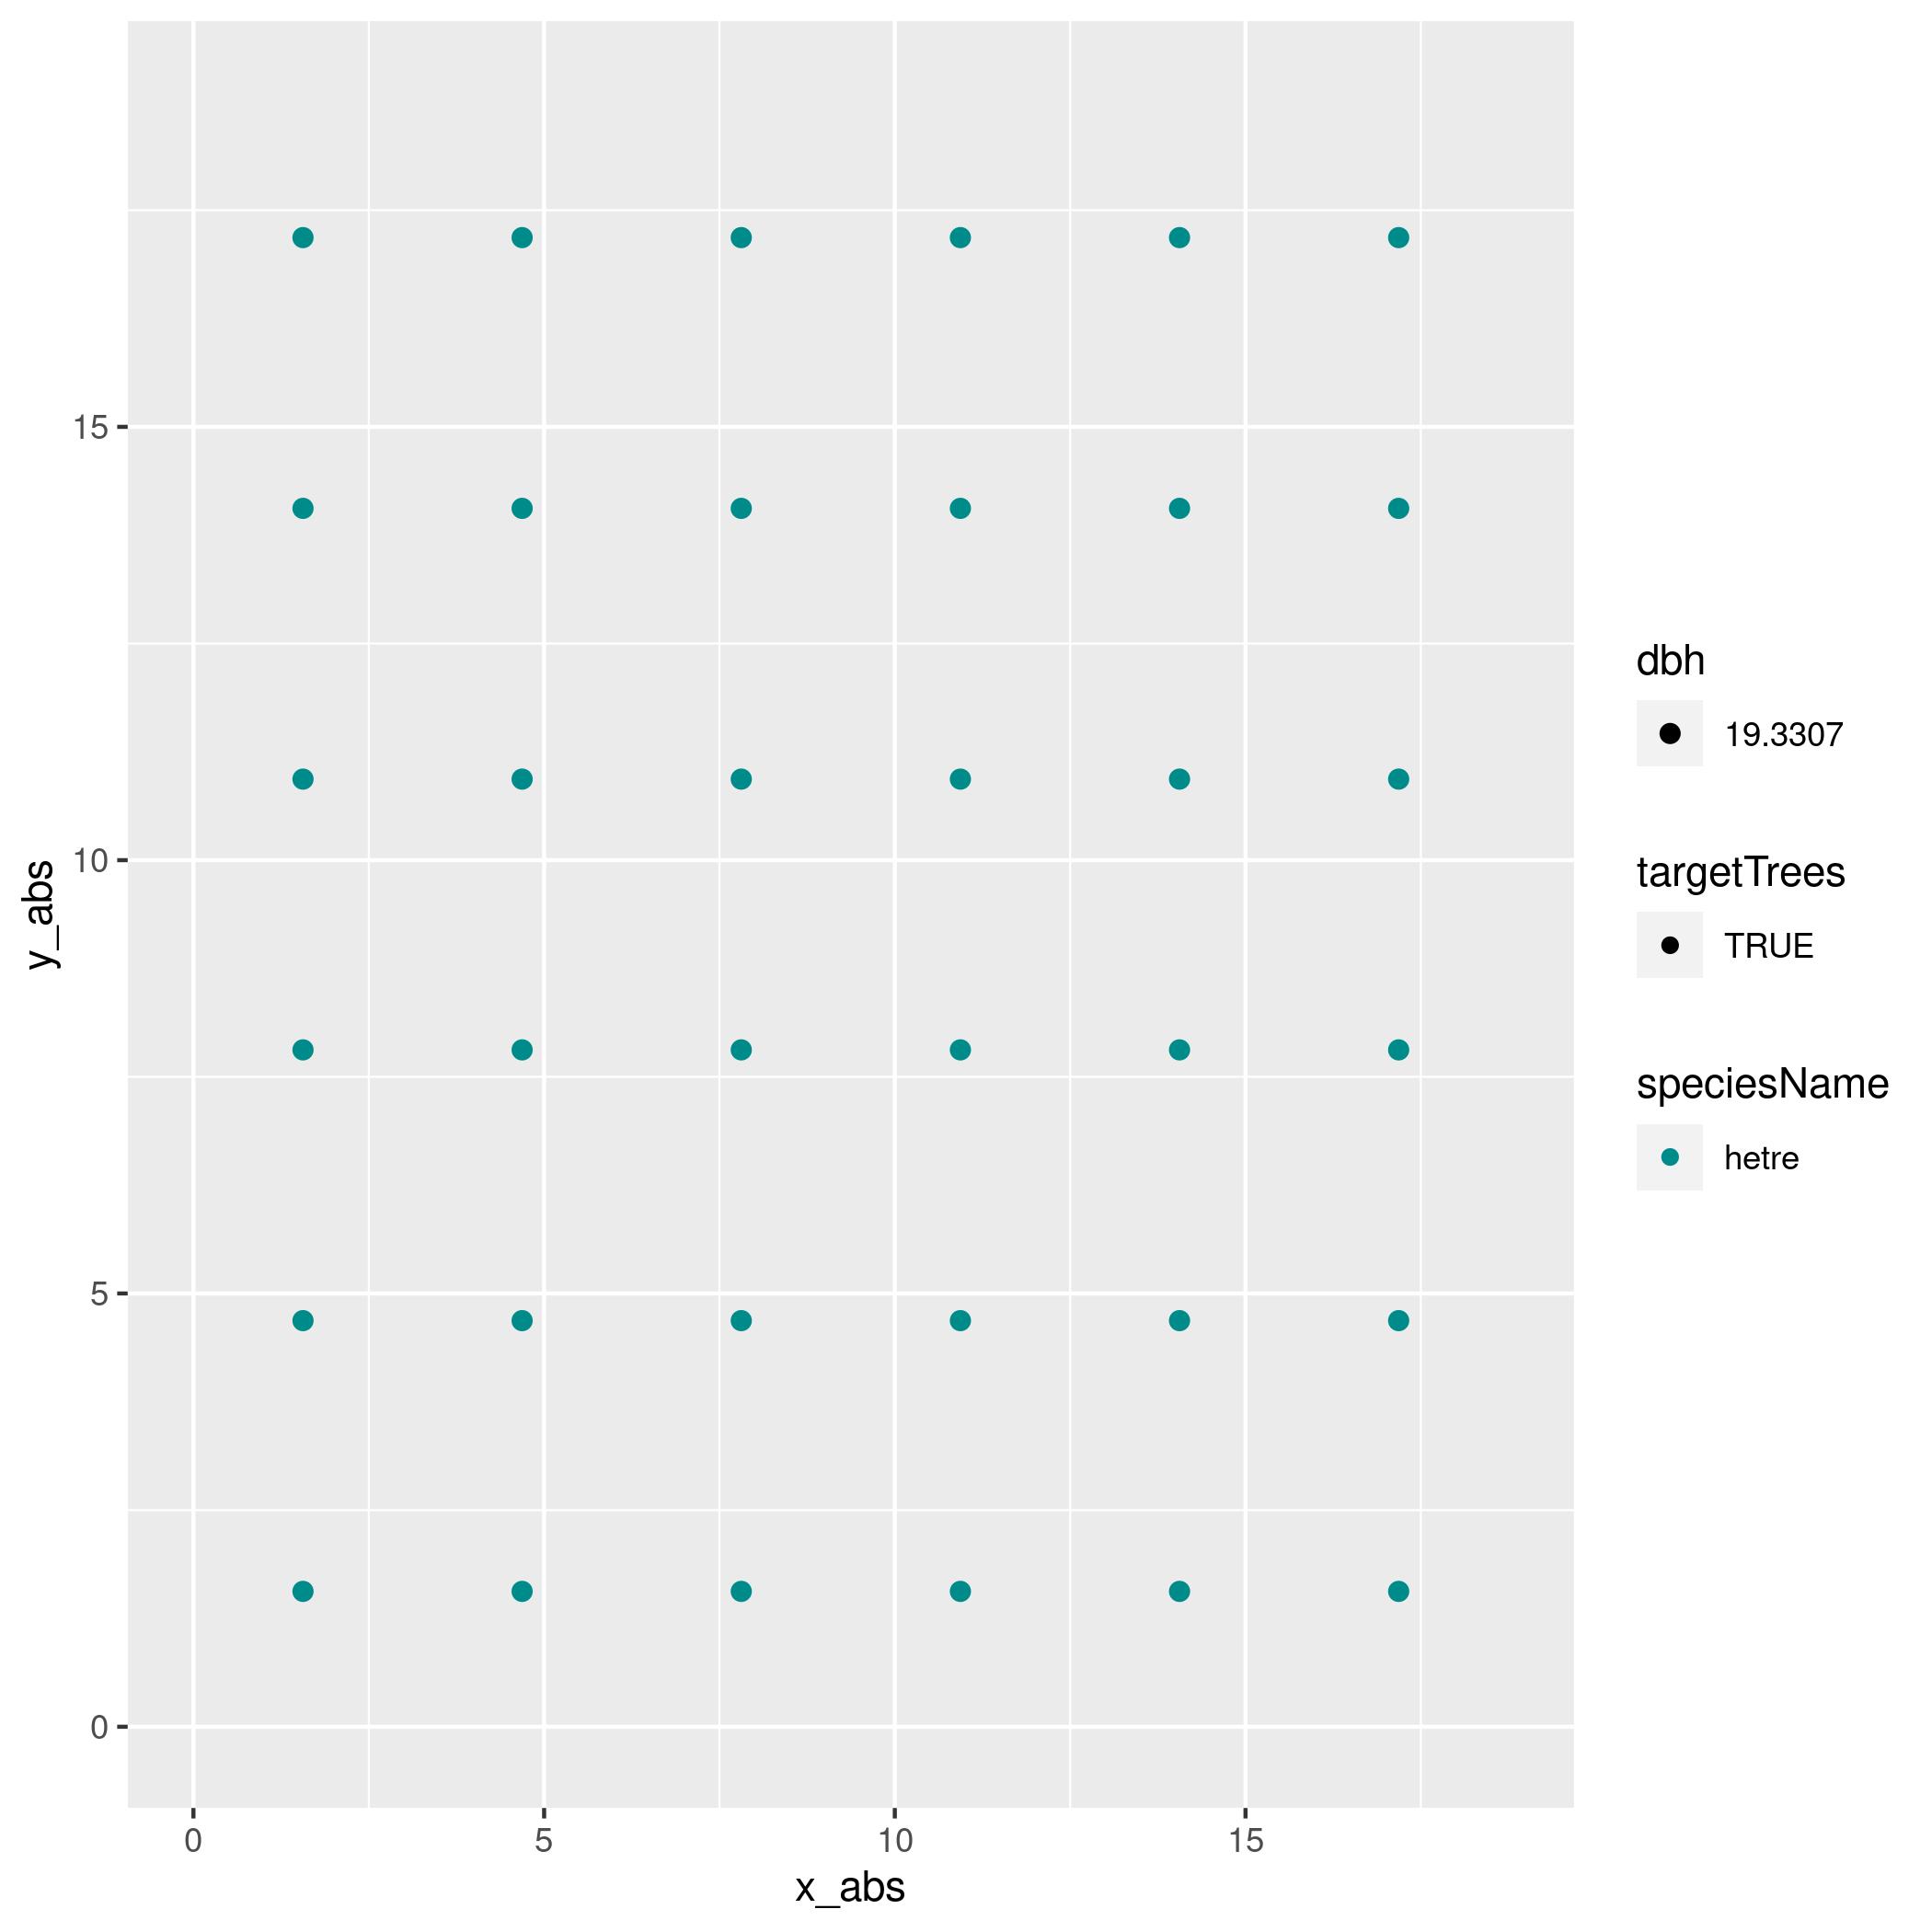 y_abs
15
10
5
0
0 5 10 15
x_abs
dbh
19.3307
targetTrees
TRUE
speciesName
hetre